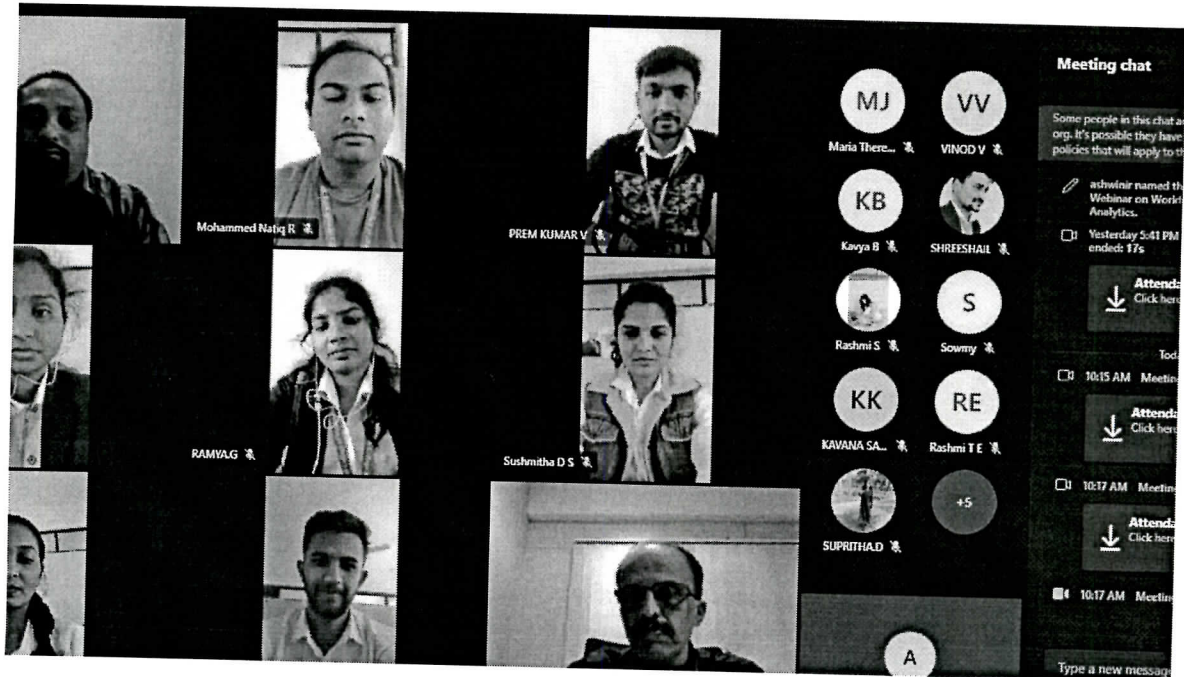 Mohammed Natiq R
PREM KUMAR V
RAMYA.G
Sushmitha D S
MJ
Maria There...
VV
VINOD V
KB
Kavya B
SHREESHAIL
Rashmi S
S
Sowmy
KK
KAVANA SA...
RE
Rashmi T E
SUPRITHA.D
+5
A
Meeting chat
Some people in this chat a
org. It's possible they have
policies that will apply to th
ashwinir named th
Webinar on Workf
Analytics.
Yesterday 5:41 PM
ended: 17s
Attenda
Click here
Tod
10:15 AM Meetin
Attenda
Click here
10:17 AM Meetin
Attenda
Click here
10:17 AM Meetin
Type a new message